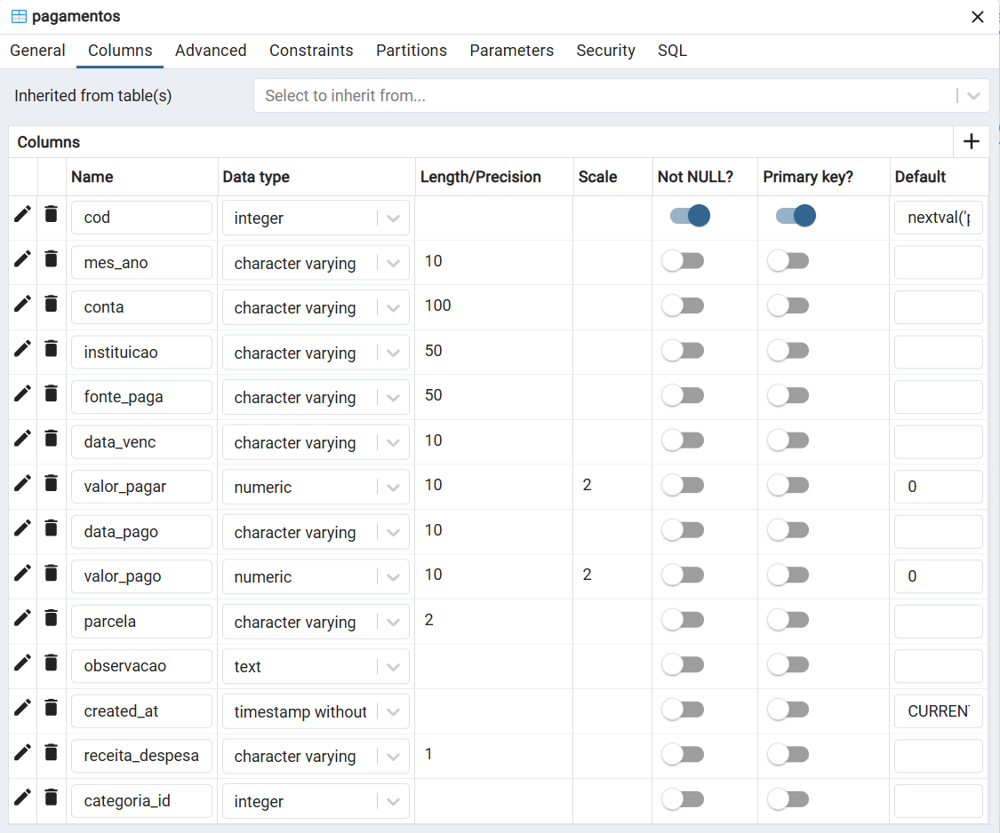 pagamentos
General Columns Advanced Constraints Partitions Parameters Security SQL
Inherited from table(s) Select to inherit from...
Columns
Name Data type Length/Precision Scale Not NULL? Primary key? Default
cod integer nextval('p
mes_ano character varying 10
conta character varying 100
instituicao character varying 50
fonte_paga character varying 50
data_venc character varying 10
valor_pagar numeric 10 2 0
data_pago character varying 10
valor_pago numeric 10 2 0
parcela character varying 2
observacao text
created_at timestamp without CURREN
receita_despesa character varying 1
categoria_id integer